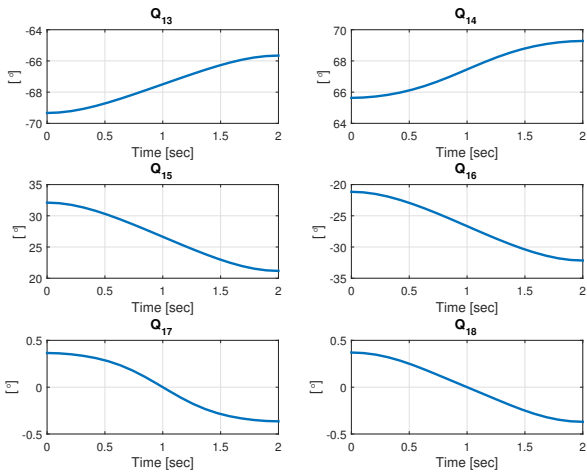 Q13 Q14
-64
-66
-68
-70
[ °]
0 0.5 1 1.5 2
Time [sec]
70
68
66
64
[ °]
0 0.5 1 1.5 2
Time [sec]
Q15 Q16
35
30
25
20
[ °]
0 0.5 1 1.5 2
Time [sec]
-20
-25
-30
-35
[ °]
0 0.5 1 1.5 2
Time [sec]
Q17 Q18
0.5
0
-0.5
[ °]
0 0.5 1 1.5 2
Time [sec]
0.5
0
-0.5
[ °]
0 0.5 1 1.5 2
Time [sec]